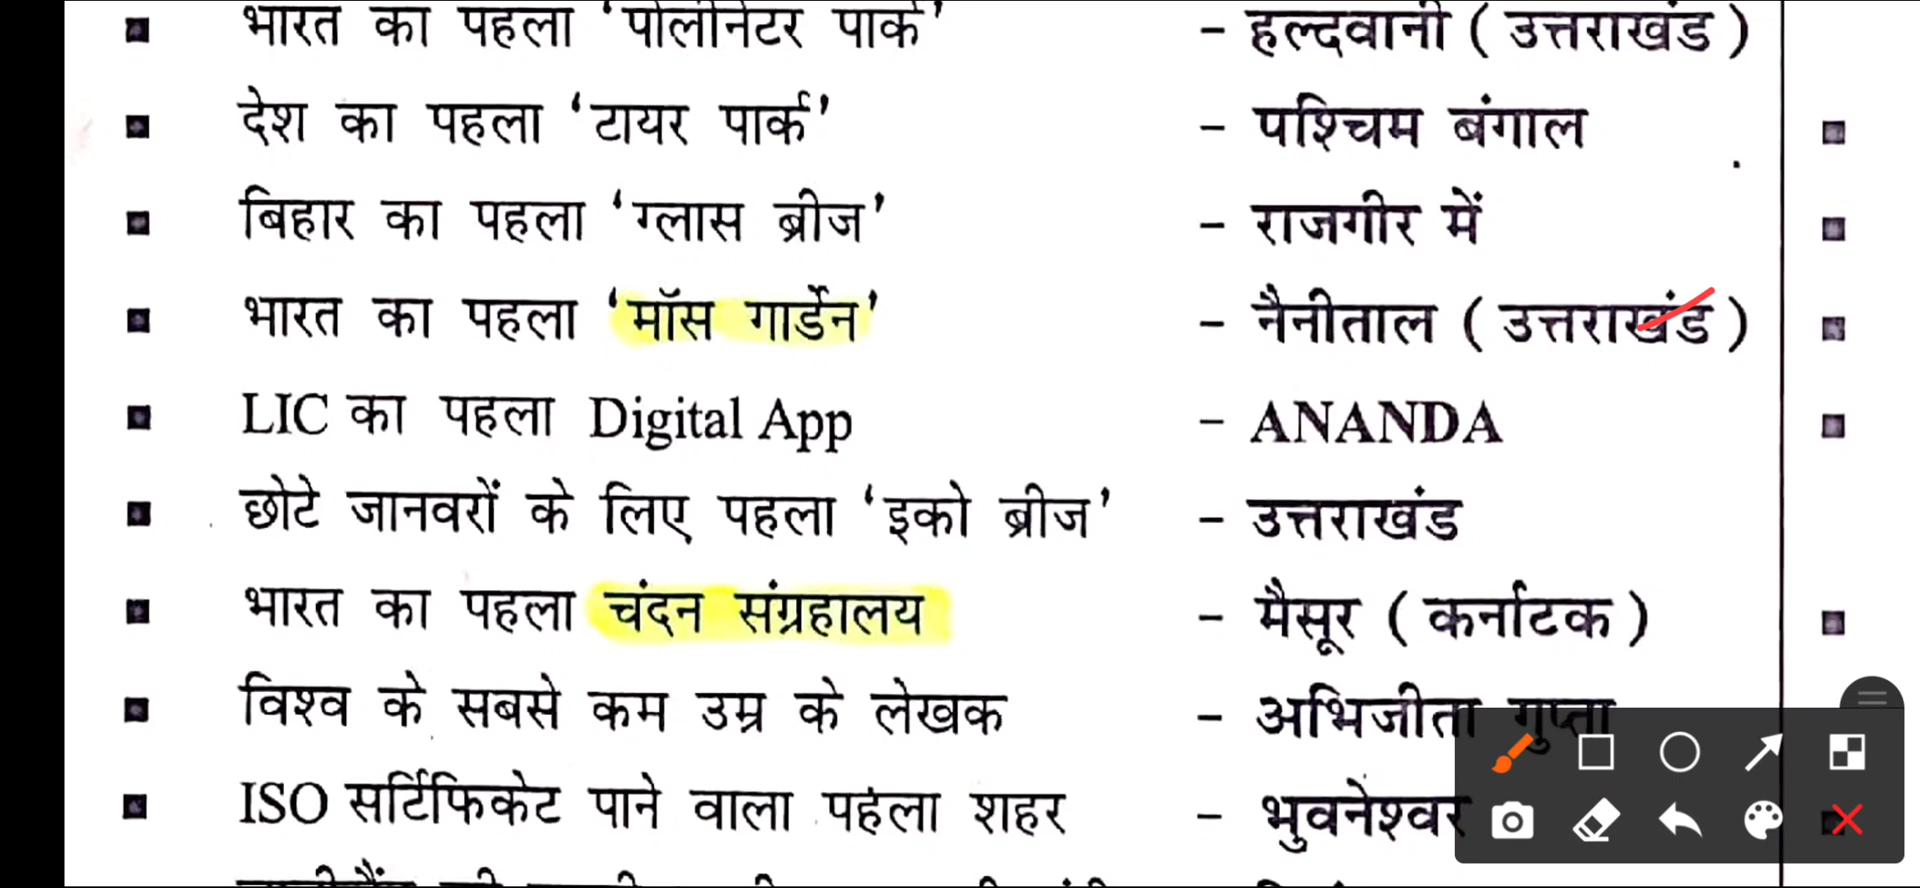 भारत का पहला 'पोलीनेटर पार्क' - हल्दवानी ( उत्तराखंड )
देश का पहला 'टायर पार्क' - पश्चिम बंगाल
बिहार का पहला 'ग्लास ब्रीज' - राजगीर में
भारत का पहला 'मॉस गार्डेन' - नैनीताल ( उत्तराखंड )
LIC का पहला Digital App - ANANDA
छोटे जानवरों के लिए पहला 'इको ब्रीज' - उत्तराखंड
भारत का पहला चंदन संग्रहालय - मैसूर ( कर्नाटक )
विश्व के सबसे कम उम्र के लेखक - अभिजीता गुप्ता
ISO सर्टिफिकेट पाने वाला पहला शहर - भुवनेश्वर